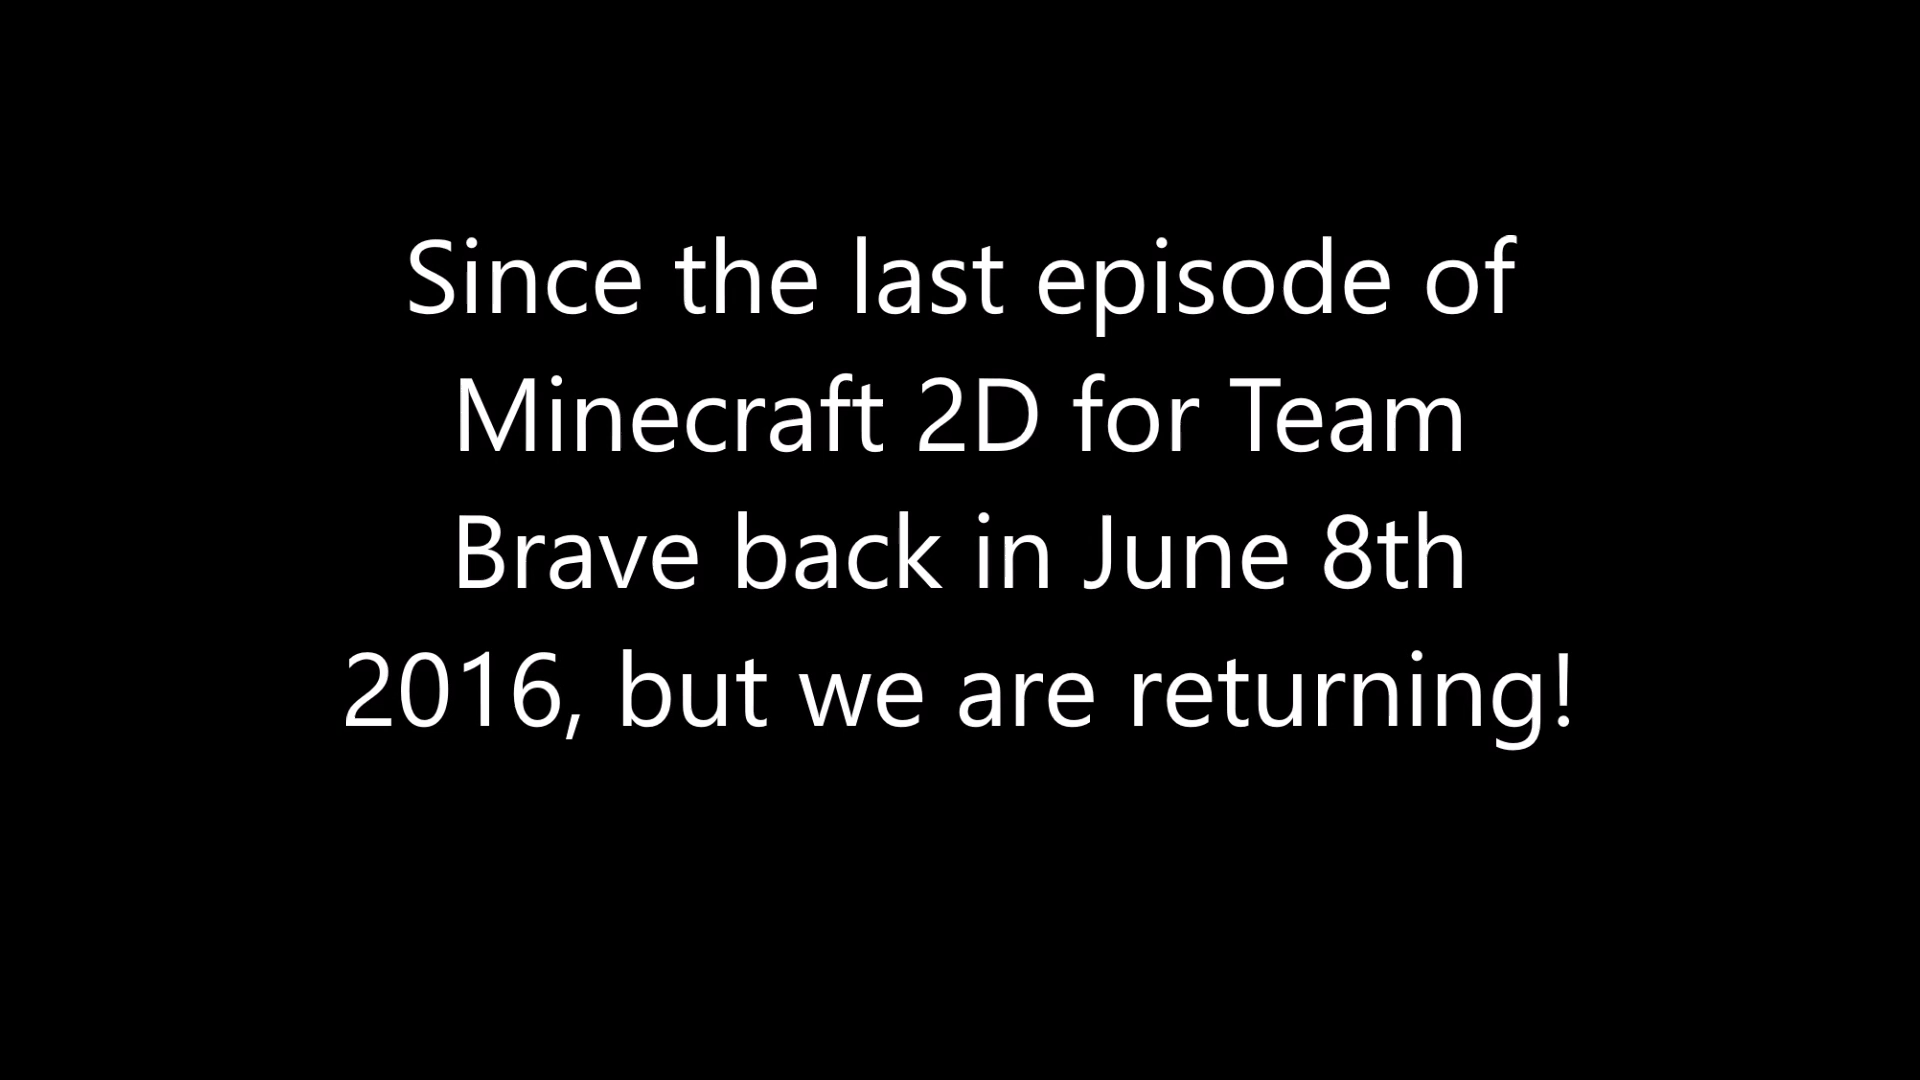 Since the last episode of
Minecraft 2D for Team
Brave back in June 8th
2016, but we are returning!